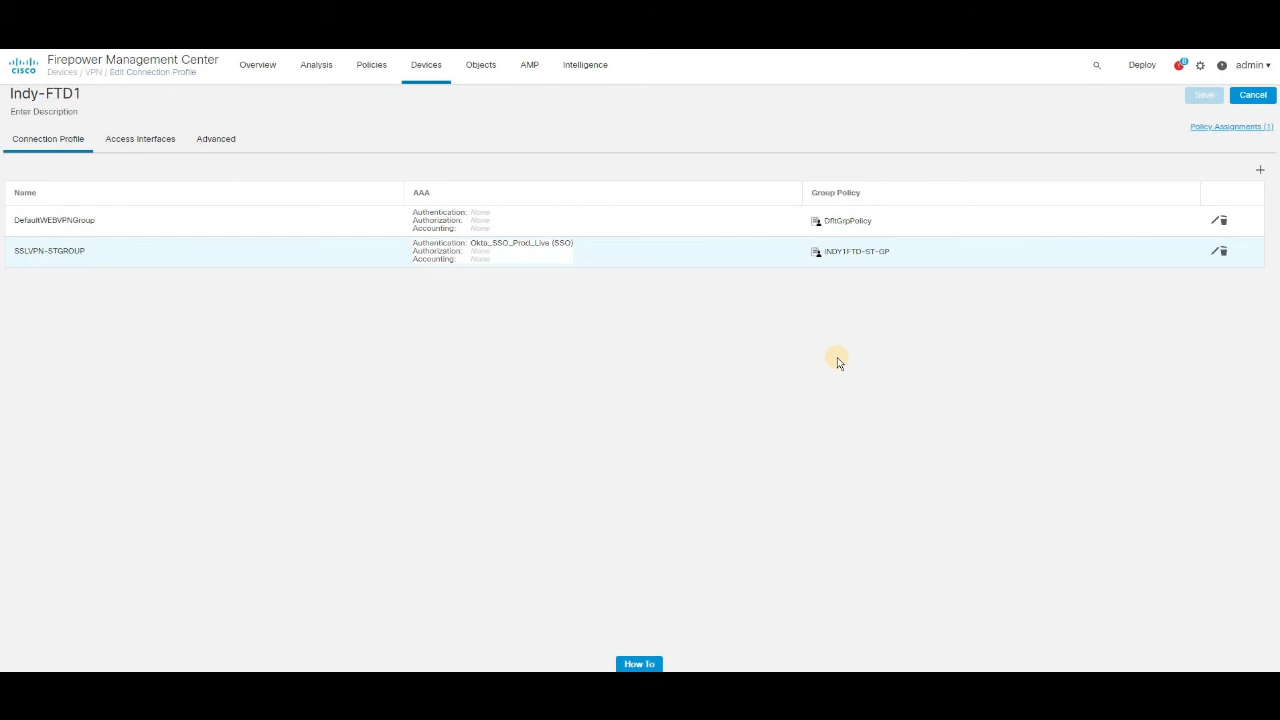 Firepower Management Center
CISCO
Devices / VPN / Edit Connection Profile
Overview
Analysis
Policies
Devices
Objects
AMP
Intelligence
Deploy
8
admin
Indy-FTD1
Enter Description
Save
Cancel
Policy Assignments (1)
Connection Profile
Access Interfaces
Advanced
Name
AAA
Group Policy
DefaultWEBVPNGroup
Authentication: None
Authorization: None
Accounting: None
DfltGrpPolicy
SSLVPN-STGROUP
Authentication: Okta_SSO_Prod_Live (SSO)
Authorization: None
Accounting: None
INDY1FTD-ST-GP
How To